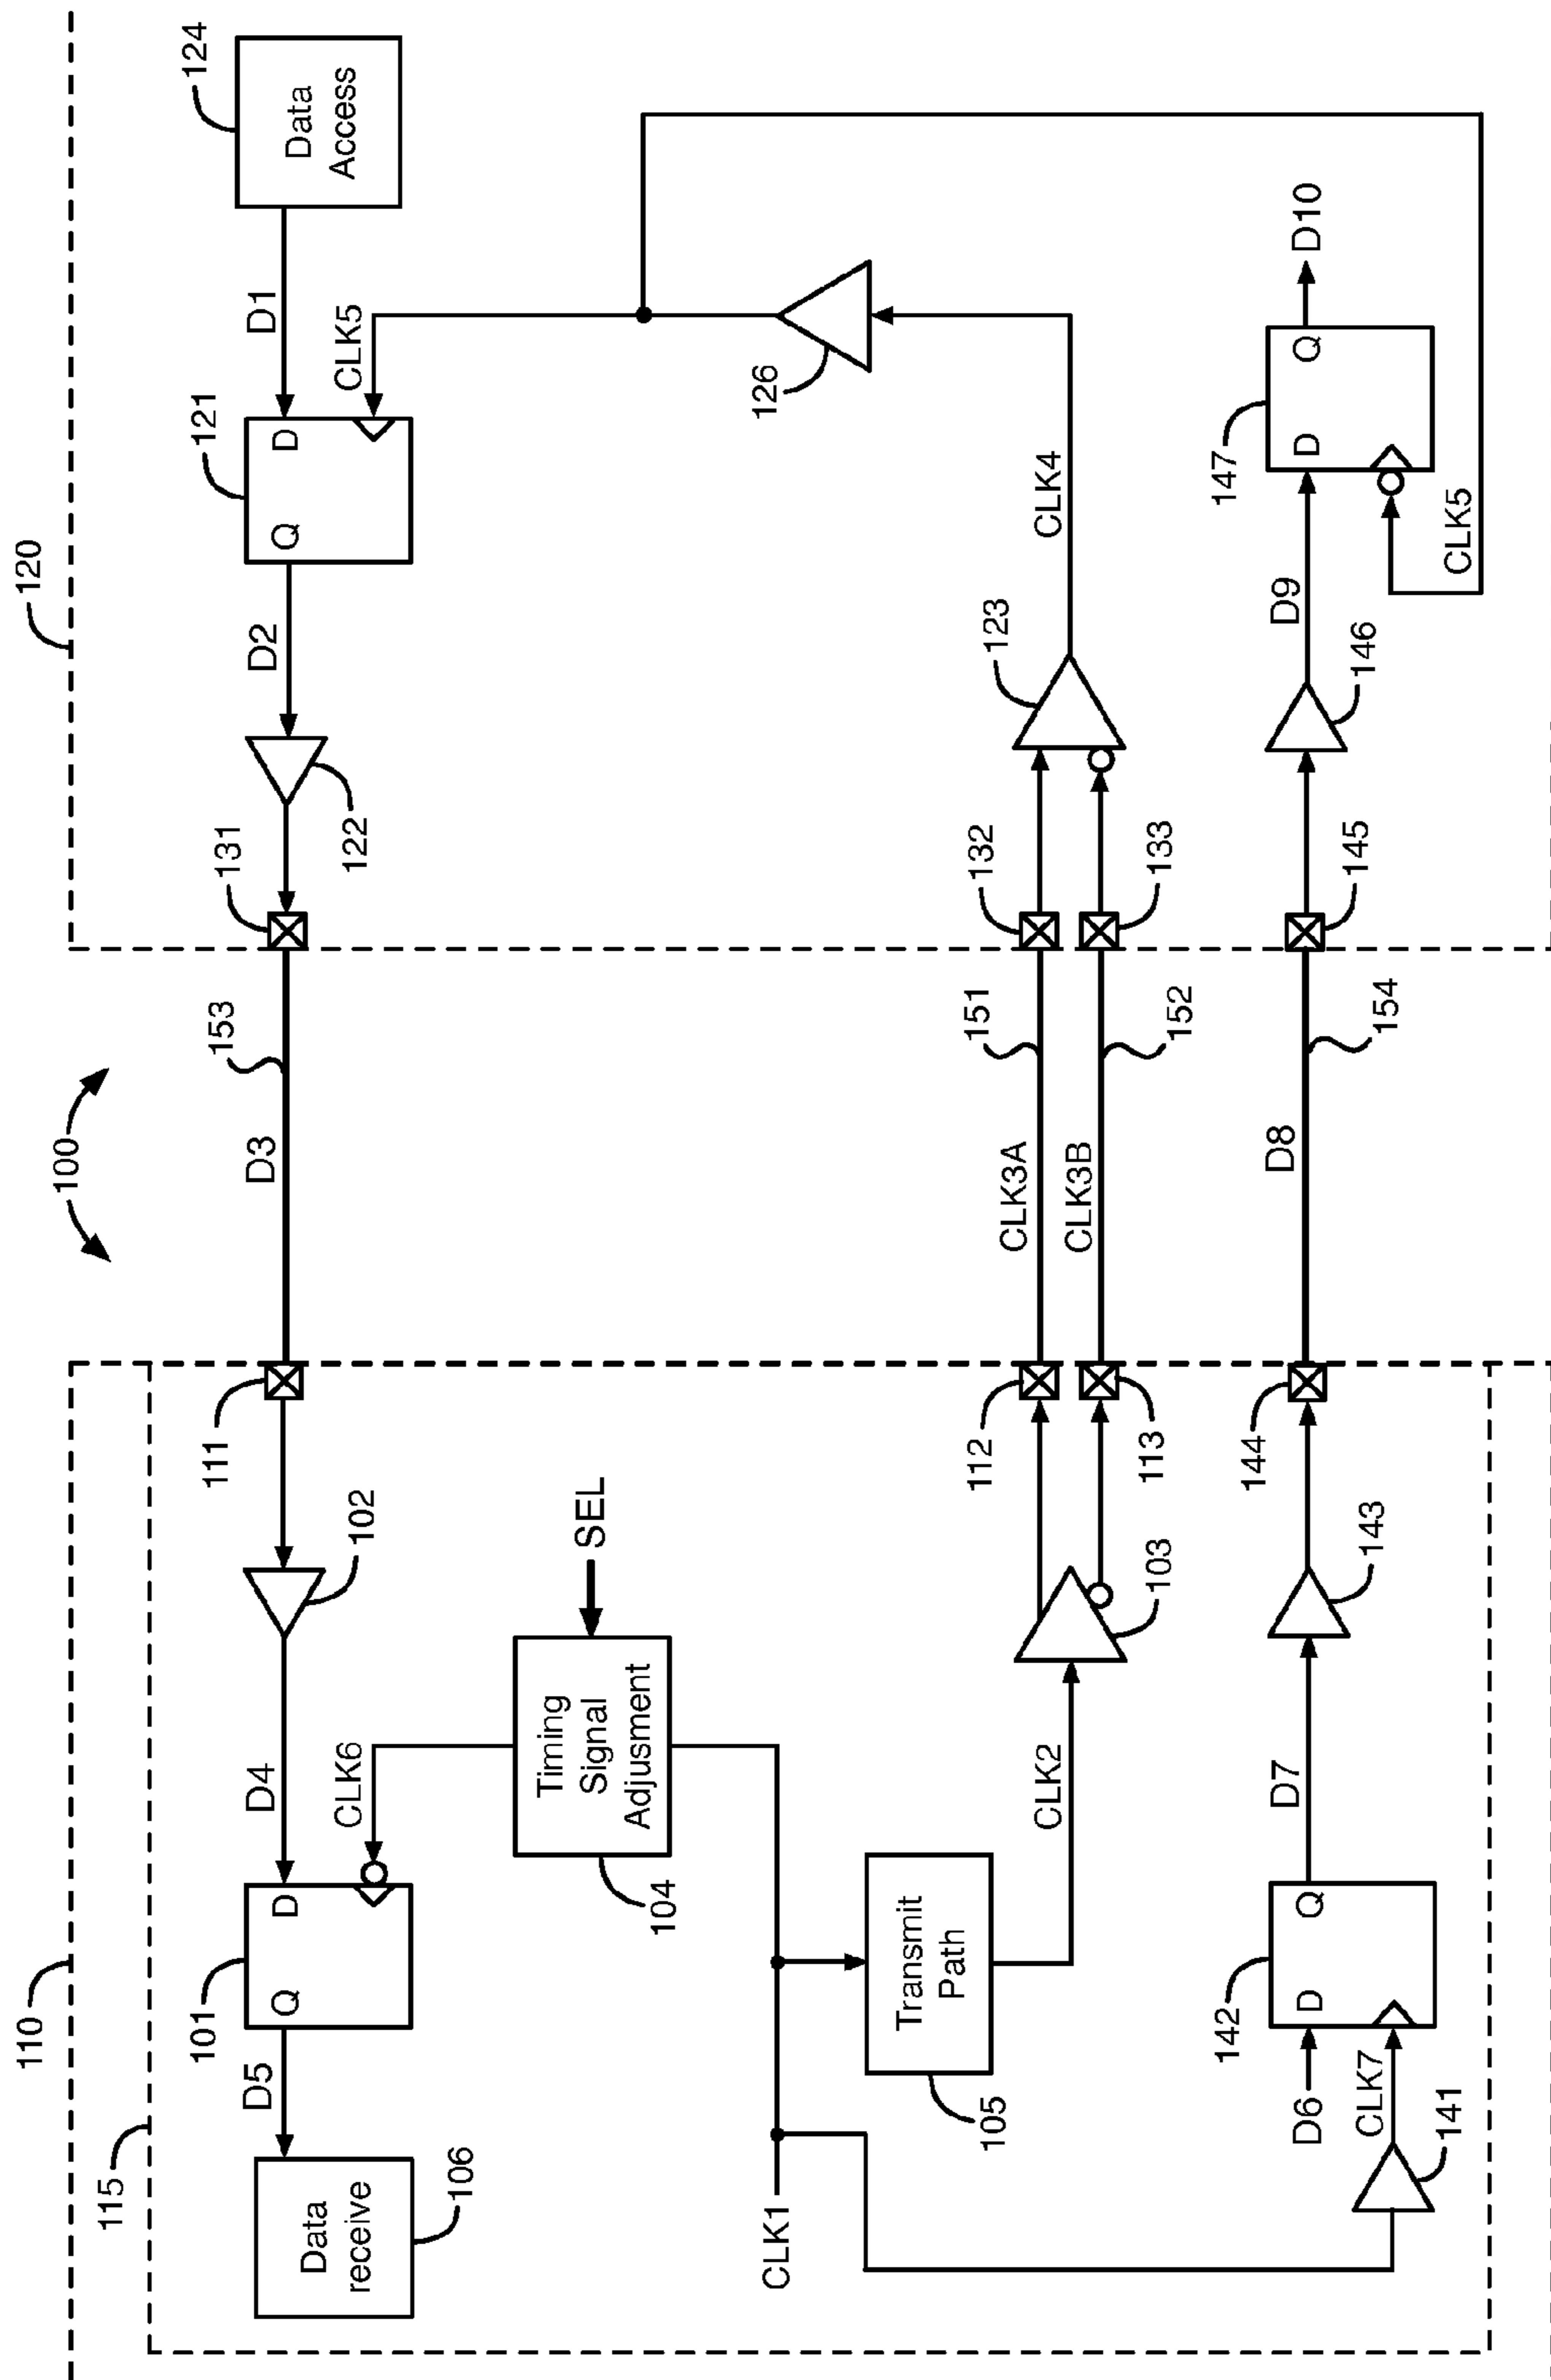 100
110
115
120
Data
receive
106
D5
101
Q
D
D4
102
111
D3
153
131
122
D2
121
Q
D
D1
Data
Access
124
CLK6
CLK5
Timing
Signal
Adjusment
104
SEL
CLK1
126
Transmit
Path
105
CLK2
103
112
113
CLK3A
CLK3B
151
152
132
133
123
CLK4
D6
CLK7
141
142
D
Q
D7
143
144
D8
154
145
146
D9
147
D
Q
D10
CLK5